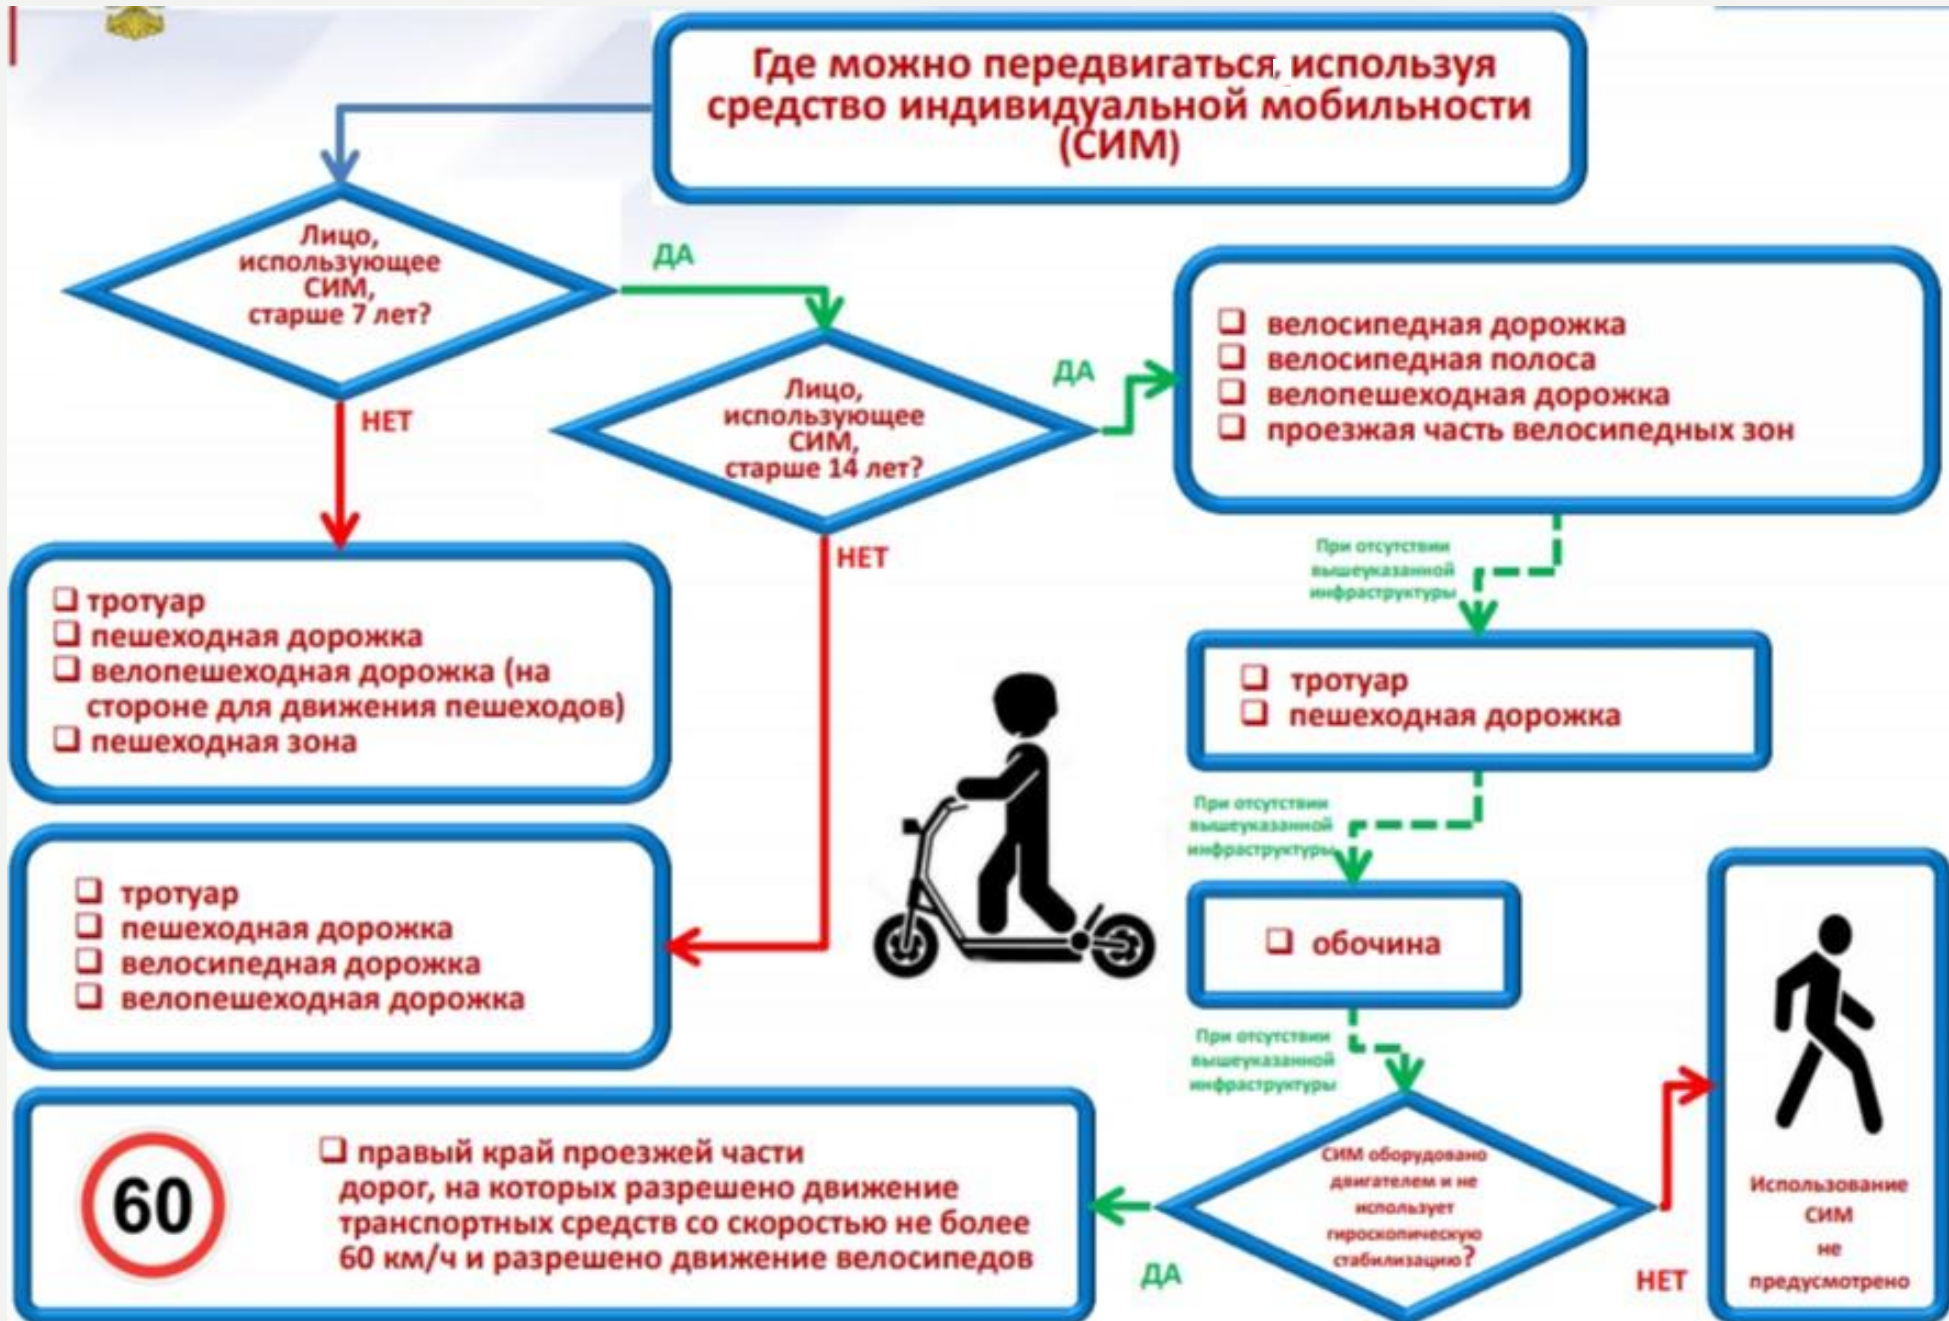 Где можно передвигаться, используя
средство индивидуальной мобильности
(СИМ)
Лицо,
использующее
СИМ,
старше 7 лет?
ДА
НЕТ
Лицо,
использующее
СИМ,
старше 14 лет?
ДА
НЕТ
велосипедная дорожка
велосипедная полоса
велопешеходная дорожка
проезжая часть велосипедных зон
При отсутствии
вышеуказанной
инфраструктуры
тротуар
пешеходная дорожка
велопешеходная дорожка (на
стороне для движения пешеходов)
пешеходная зона
тротуар
пешеходная дорожка
При отсутствии
вышеуказанной
инфраструктуры
тротуар
пешеходная дорожка
велосипедная дорожка
велопешеходная дорожка
обочина
При отсутствии
вышеуказанной
инфраструктуры
60
правый край проезжей части
дорог, на которых разрешено движение
транспортных средств со скоростью не более
60 км/ч и разрешено движение велосипедов
СИМ оборудовано
двигателем и не
использует
гироскопическую
стабилизацию?
ДА
НЕТ
Использование
СИМ
не
предусмотрено